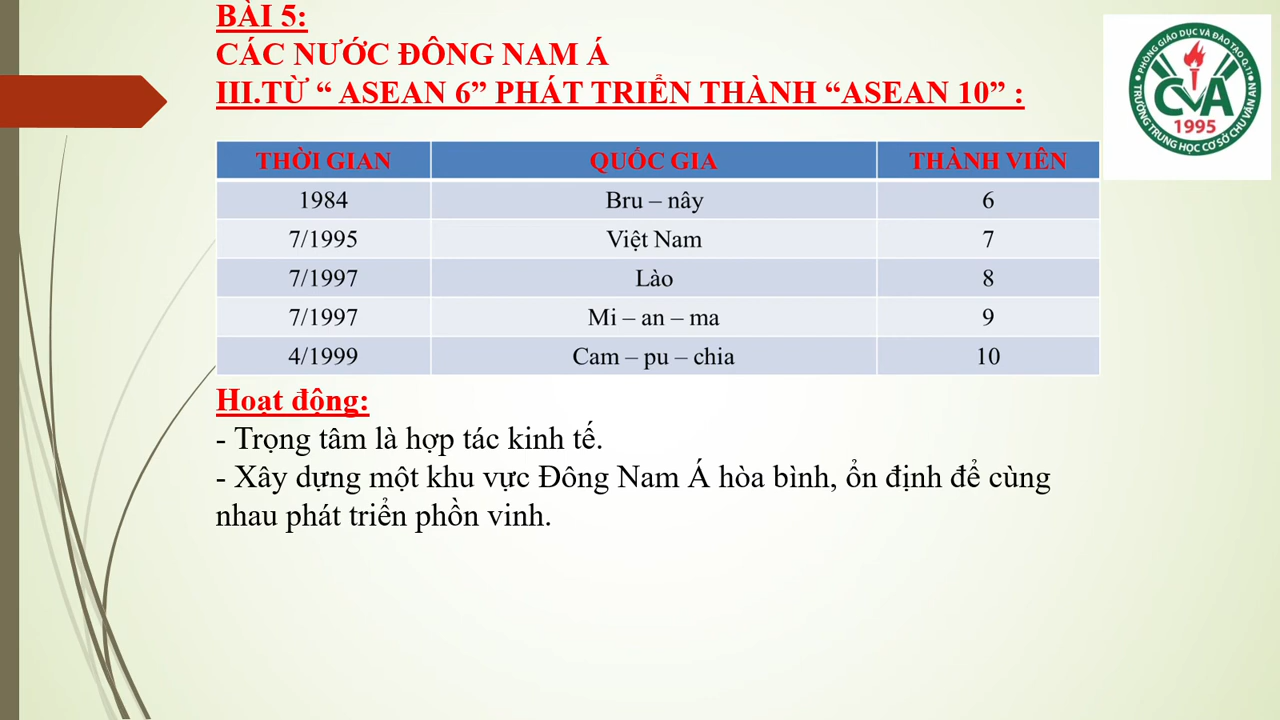 BÀI 5:
CÁC NƯỚC ĐÔNG NAM Á
III.TỪ “ ASEAN 6” PHÁT TRIỂN THÀNH “ASEAN 10” :
THỜI GIAN QUỐC GIA THÀNH VIÊN
1984 Bru – nây 6
7/1995 Việt Nam 7
7/1997 Lào 8
7/1997 Mi – an – ma 9
4/1999 Cam – pu – chia 10
Hoạt động:
- Trọng tâm là hợp tác kinh tế.
- Xây dựng một khu vực Đông Nam Á hòa bình, ổn định để cùng
nhau phát triển phồn vinh.
PHÒNG GIÁO DỤC VÀ ĐÀO TẠO Q.11
CVA
1995
TRƯỜNG TRUNG HỌC CƠ SỞ CHU VĂN AN